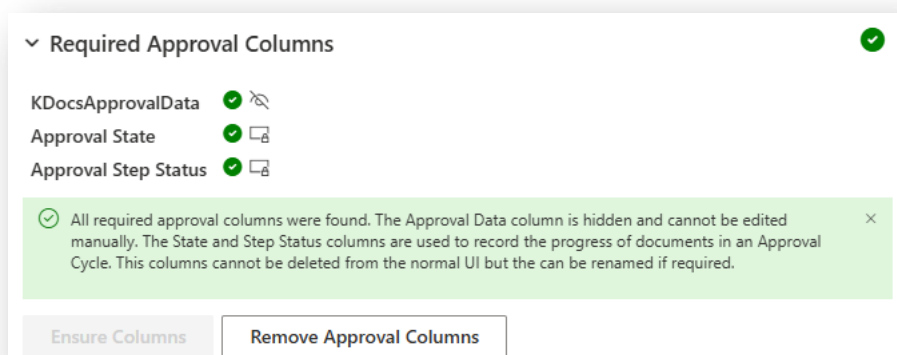 Required Approval Columns
KDocsApprovalData
Approval State
Approval Step Status
All required approval columns were found. The Approval Data column is hidden and cannot be edited
manually. The State and Step Status columns are used to record the progress of documents in an Approval
Cycle. This columns cannot be deleted from the normal UI but the can be renamed if required.
Ensure Columns
Remove Approval Columns